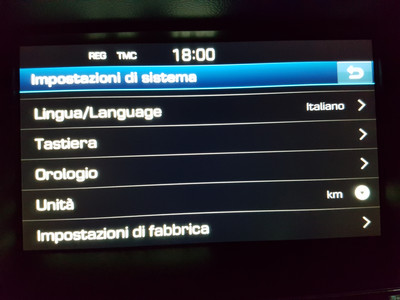 REG TMC 18:00
Impostazioni di sistema
Lingua/Language Italiano
Tastiera
Orologio
Unità km
Impostazioni di fabbrica